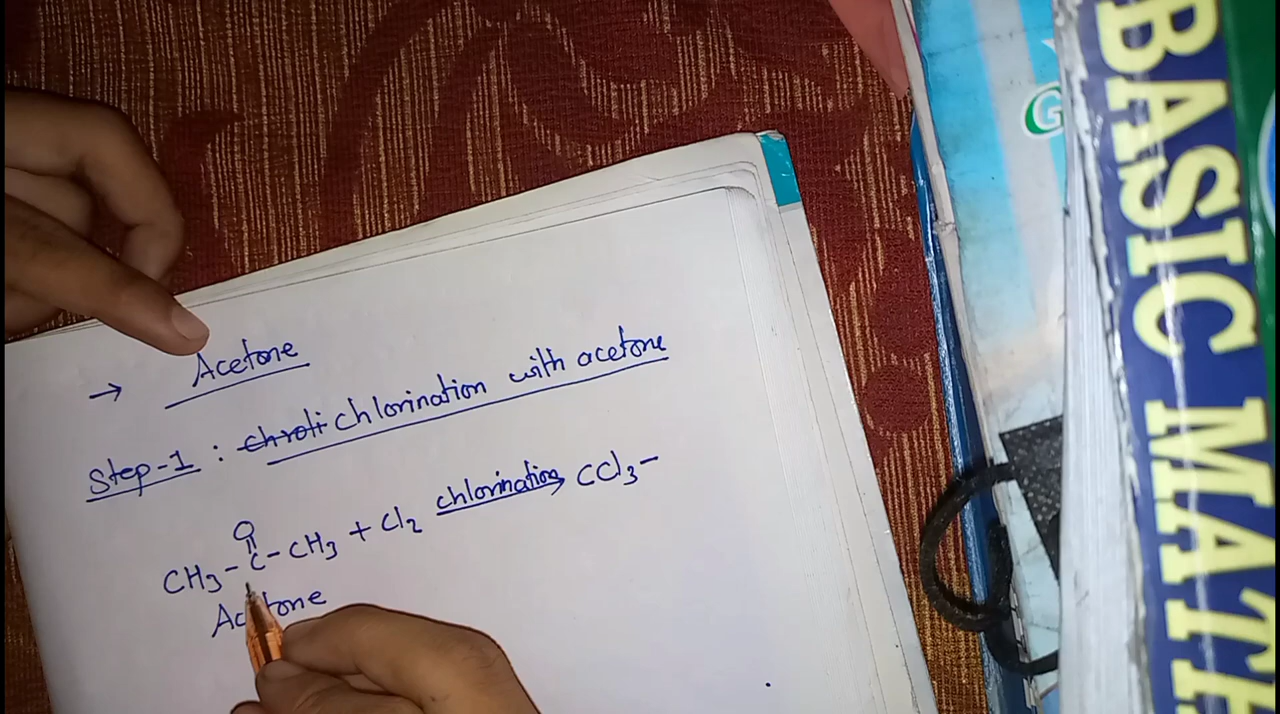 → Acetone
Step-1 : chroli chlorination with acetone
O
CH3 - C - CH3 + Cl2 chlorination CCl3 -
Acetone
G
BASIC MATH